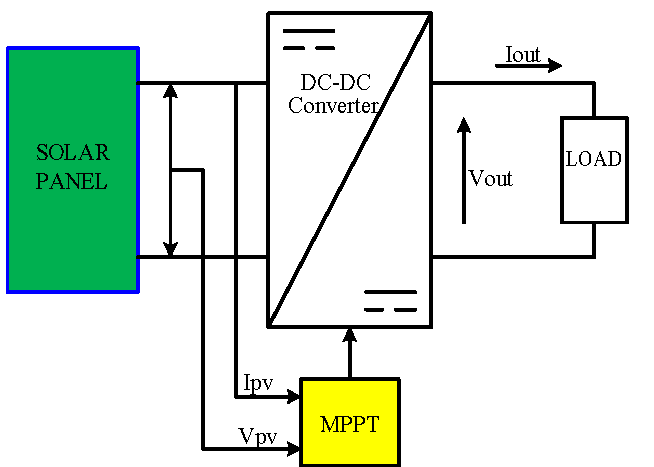 SOLAR
PANEL
DC-DC
Converter
Iout
Vout
LOAD
Ipv
Vpv
MPPT